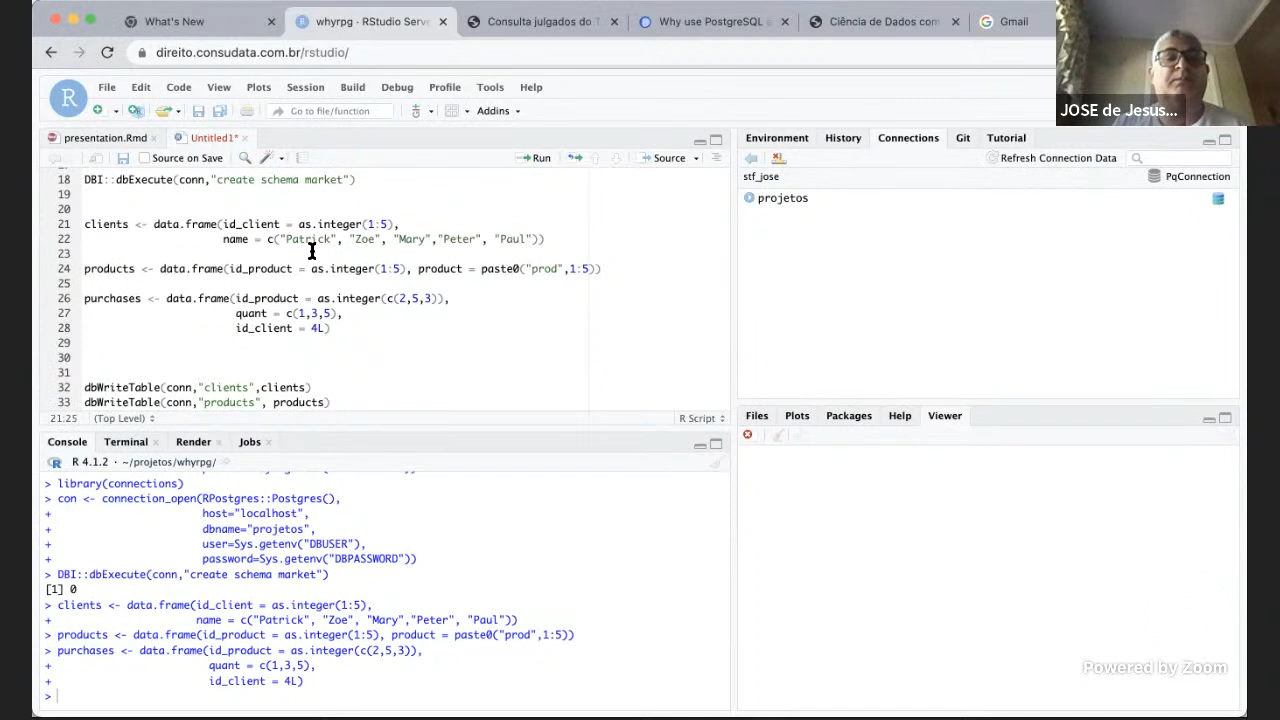 What's New
whyrpg · RStudio Serve
Consulta julgados do T
Why use PostgreSQL
Ciência de Dados com
Gmail
direito.consudata.com.br/rstudio/
JOSE de Jesus...
File Edit Code View Plots Session Build Debug Profile Tools Help
Go to file/function
Addins
presentation.Rmd
Untitled1*
Source on Save
Run
Source
18 DBI::dbExecute(conn,"create schema market")
19
20
21 clients <- data.frame(id_client = as.integer(1:5),
22 name = c("Patrick", "Zoe", "Mary","Peter", "Paul"))
23
24 products <- data.frame(id_product = as.integer(1:5), product = paste0("prod",1:5))
25
26 purchases <- data.frame(id_product = as.integer(c(2,5,3)),
27 quant = c(1,3,5),
28 id_client = 4L)
29
30
31
32 dbWriteTable(conn,"clients",clients)
33 dbWriteTable(conn,"products", products)
21:25 (Top Level) R Script
Console Terminal Render Jobs
R 4.1.2 · ~/projetos/whyrpg/
> library(connections)
> con <- connection_open(RPostgres::Postgres(),
+ host="localhost",
+ dbname="projetos",
+ user=Sys.getenv("DBUSER"),
+ password=Sys.getenv("DBPASSWORD"))
> DBI::dbExecute(conn,"create schema market")
[1] 0
> clients <- data.frame(id_client = as.integer(1:5),
+ name = c("Patrick", "Zoe", "Mary","Peter", "Paul"))
> products <- data.frame(id_product = as.integer(1:5), product = paste0("prod",1:5))
> purchases <- data.frame(id_product = as.integer(c(2,5,3)),
+ quant = c(1,3,5),
+ id_client = 4L)
>
Environment History Connections Git Tutorial
Refresh Connection Data
stf_jose
PqConnection
projetos
Files Plots Packages Help Viewer
Powered by Zoom